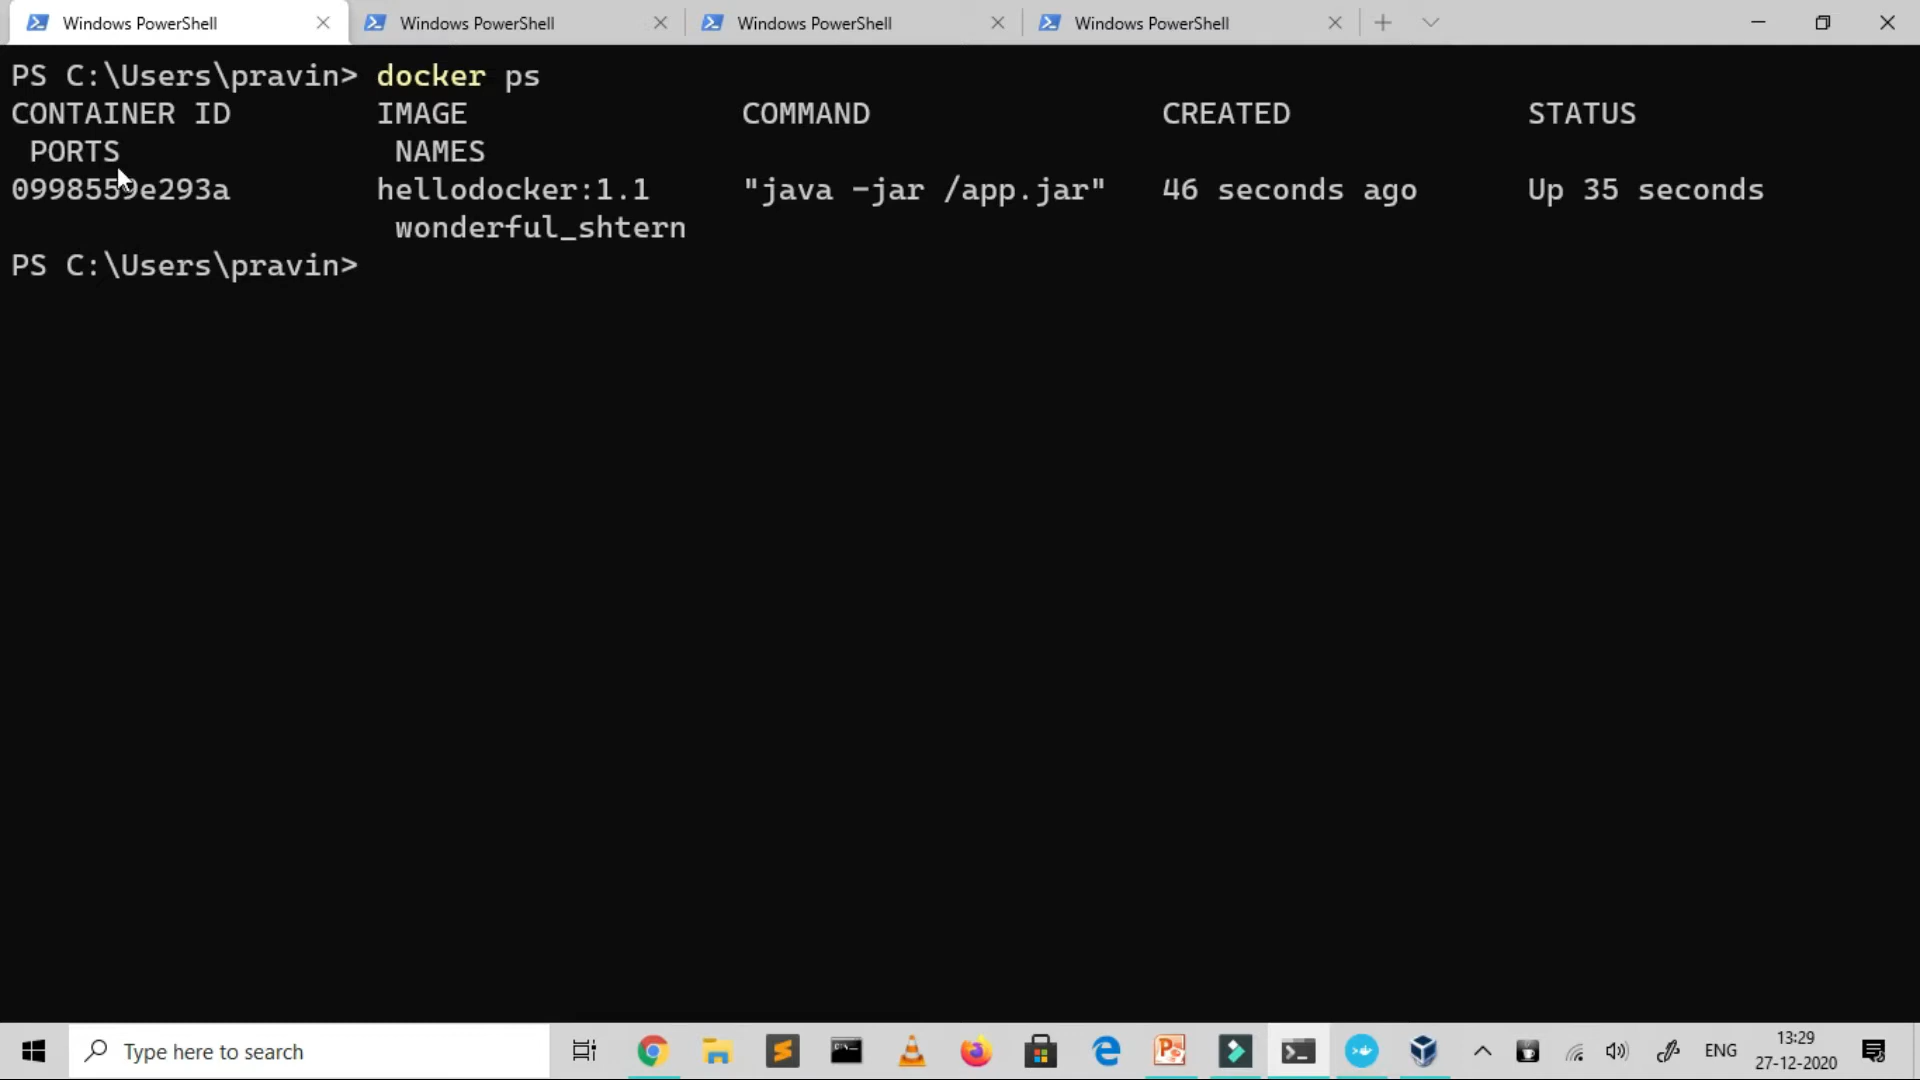 Windows PowerShell
Windows PowerShell
Windows PowerShell
Windows PowerShell
PS C:\Users\pravin> docker ps
CONTAINER ID IMAGE COMMAND CREATED STATUS
PORTS NAMES
0998559e293a hellodocker:1.1 "java -jar /app.jar" 46 seconds ago Up 35 seconds
wonderful_shtern
PS C:\Users\pravin>
Type here to search
ENG
13:29
27-12-2020